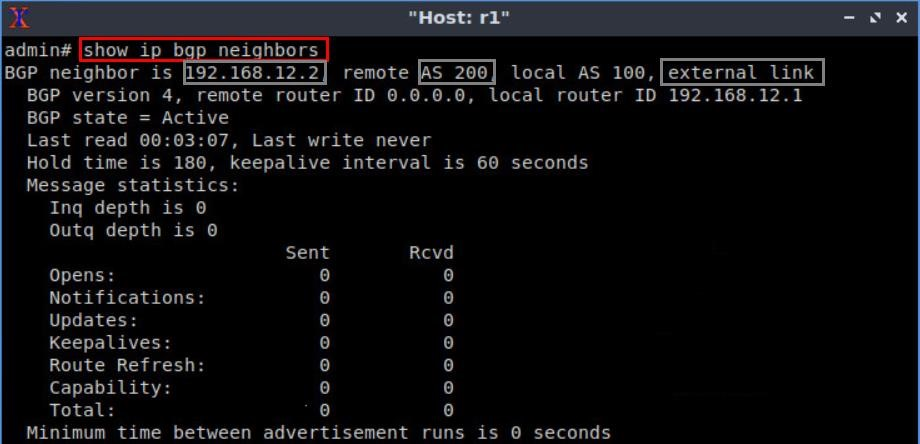 "Host: r1"
admin# show ip bgp neighbors
BGP neighbor is 192.168.12.2, remote AS 200, local AS 100, external link
BGP version 4, remote router ID 0.0.0.0, local router ID 192.168.12.1
BGP state = Active
Last read 00:03:07, Last write never
Hold time is 180, keepalive interval is 60 seconds
Message statistics:
Inq depth is 0
Outq depth is 0
Sent Rcvd
Opens: 0 0
Notifications: 0 0
Updates: 0 0
Keepalives: 0 0
Route Refresh: 0 0
Capability: 0 0
Total: 0 0
Minimum time between advertisement runs is 0 seconds